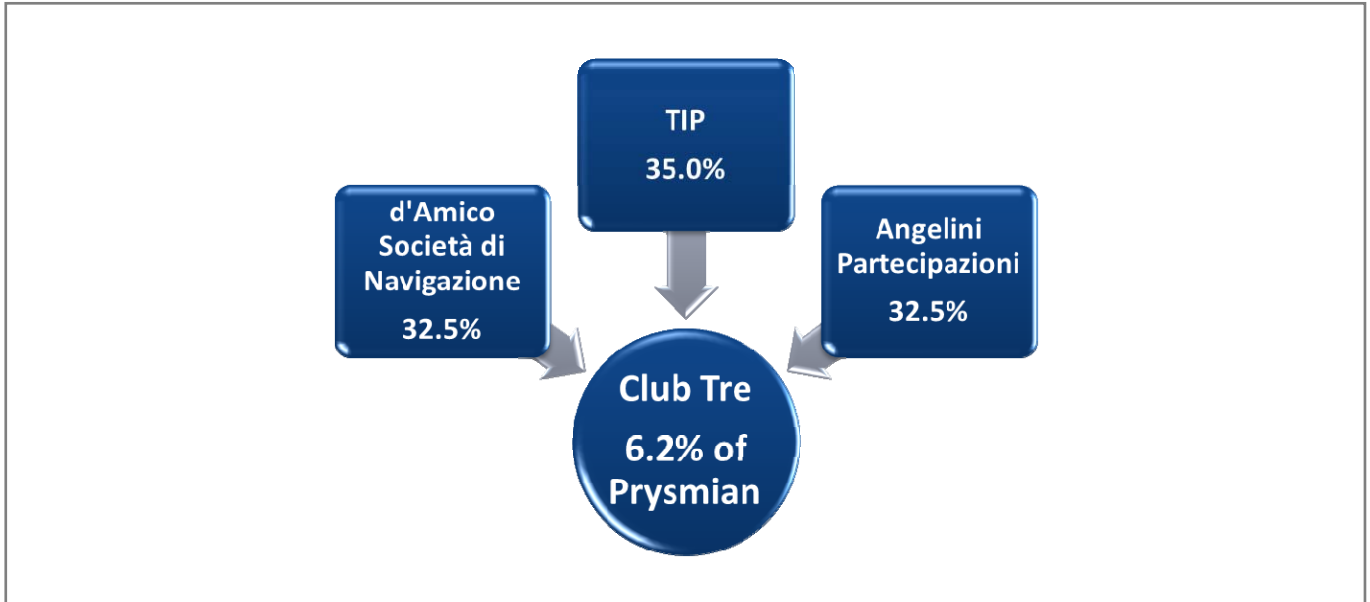 TIP
35.0%
d'Amico
Società di
Navigazione
32.5%
Angelini
Partecipazioni
32.5%
Club Tre
6.2% of
Prysmian